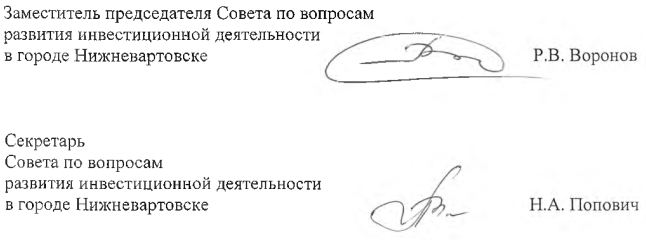 Заместитель председателя Совета по вопросам
развития инвестиционной деятельности
в городе Нижневартовске Р.В. Воронов
Секретарь
Совета по вопросам
развития инвестиционной деятельности
в городе Нижневартовске Н.А. Попович